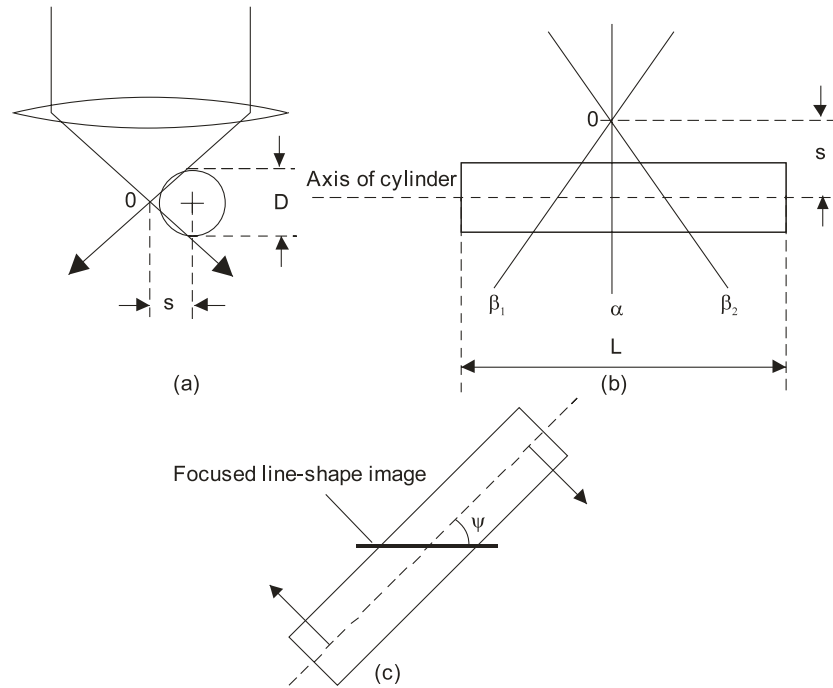 0
D
s
(a)
0
s
Axis of cylinder
β1
α
β2
L
(b)
Focused line-shape image
ψ
(c)